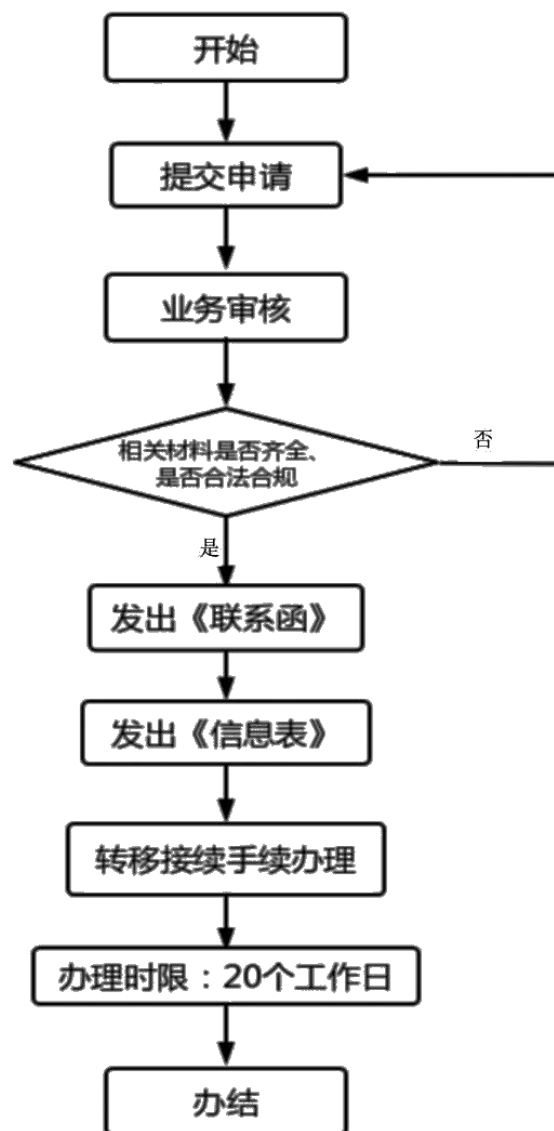 开始
提交申请
业务审核
相关材料是否齐全、
是否合法合规
否
是
发出《联系函》
发出《信息表》
转移接续手续办理
办理时限：20个工作日
办结